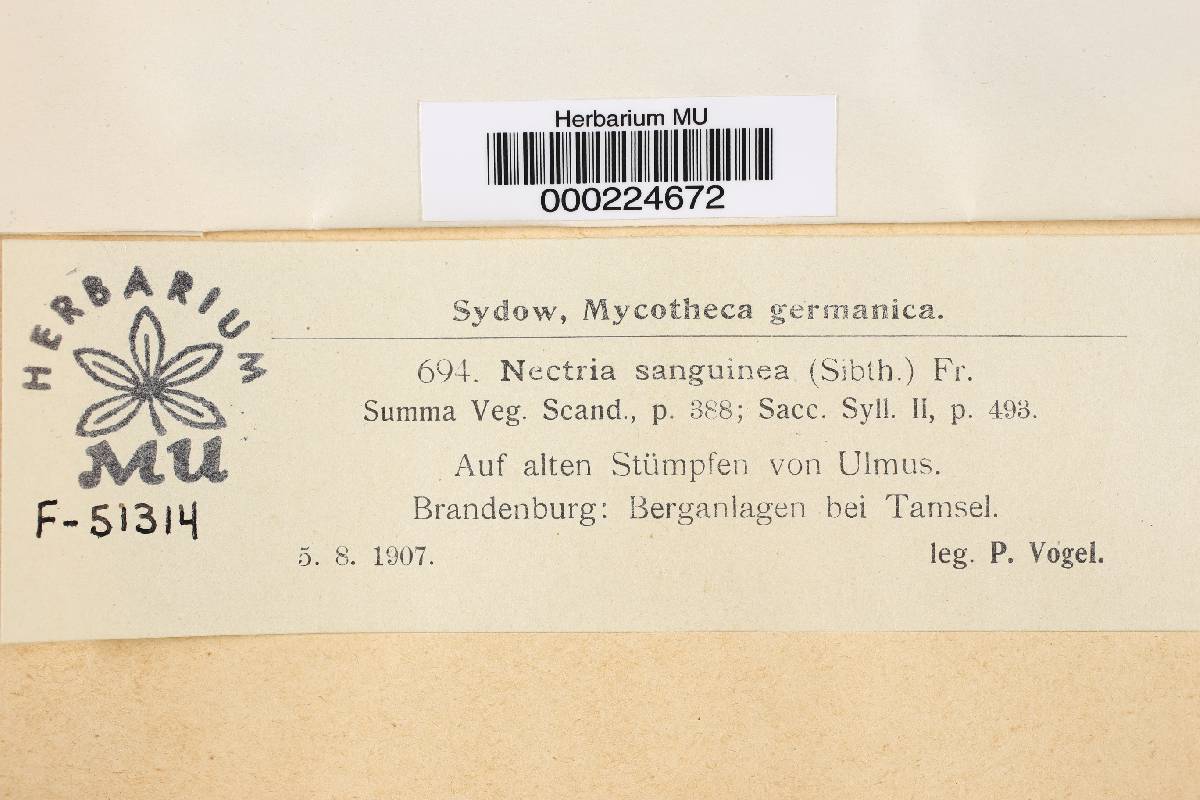 Herbarium MU
000224672
HERBARIUM
MU
F-51314
Sydow, Mycotheca germanica.
694. Nectria sanguinea (Sibth.) Fr.
Summa Veg. Scand., p. 388; Sacc. Syll. II, p. 493.
Auf alten Stümpfen von Ulmus.
Brandenburg: Berganlagen bei Tamsel.
5. 8. 1907. leg. P. Vogel.